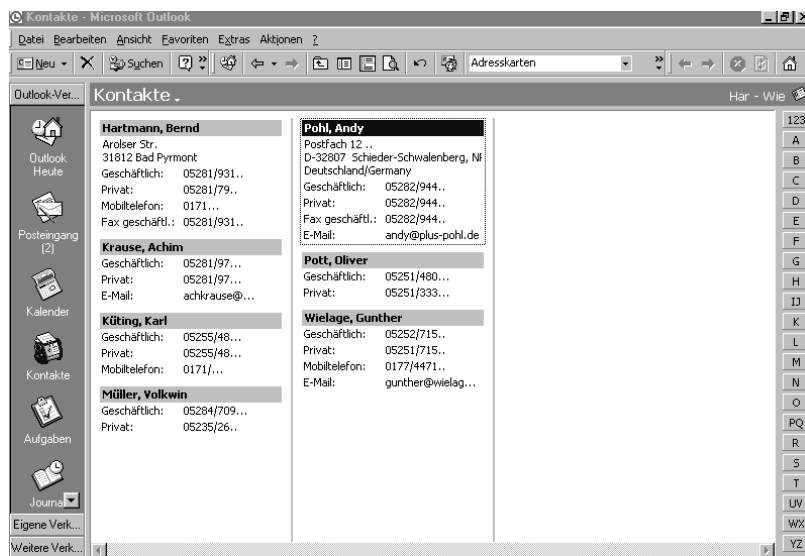 Kontakte - Microsoft Outlook
Datei Bearbeiten Ansicht Favoriten Extras Aktionen ?
Neu Suchen Adresskarten
Outlook-Ver...
Kontakte
Har - Wie
Outlook
Heute
Posteingang
(2)
Kalender
Kontakte
Aufgaben
Journal
Eigene Verk...
Weitere Verk...
Hartmann, Bernd
Arolser Str.
31812 Bad Pyrmont
Geschäftlich: 05281/931..
Privat: 05281/79..
Mobiltelefon: 0171...
Fax geschäftl.: 05281/931..
Krause, Achim
Geschäftlich: 05281/97...
Privat: 05281/97...
E-Mail: achkrause@...
Küting, Karl
Geschäftlich: 05255/48...
Privat: 05255/48...
Mobiltelefon: 0171/...
Müller, Volkwin
Geschäftlich: 05284/709...
Privat: 05235/26..
Pohl, Andy
Postfach 12 ..
D-32807 Schieder-Schwalenberg, NR
Deutschland/Germany
Geschäftlich: 05282/944..
Privat: 05282/944..
Fax geschäftl.: 05282/944..
E-Mail: andy@plus-pohl.de
Pott, Oliver
Geschäftlich: 05251/480...
Privat: 05251/333...
Wielage, Gunther
Geschäftlich: 05252/715..
Privat: 05251/715..
Mobiltelefon: 0177/4471..
E-Mail: gunther@wielag...
123
A
B
C
D
E
F
G
H
IJ
K
L
M
N
O
PQ
R
S
T
UV
WX
YZ